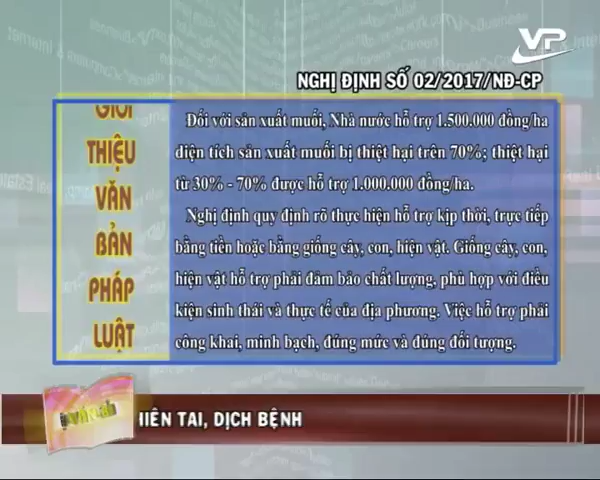 VP
NGHỊ ĐỊNH SỐ 02/2017/NĐ-CP
GIỚI
THIỆU
VĂN
BẢN
PHÁP
LUẬT
Đối với sản xuất muối, Nhà nước hỗ trợ 1.500.000 đồng/ha
diện tích sản xuất muối bị thiệt hại trên 70%; thiệt hại
từ 30% - 70% được hỗ trợ 1.000.000 đồng/ha.
Nghị định quy định rõ thực hiện hỗ trợ kịp thời, trực tiếp
bằng tiền hoặc bằng giống cây, con, hiện vật. Giống cây, con,
hiện vật hỗ trợ phải đảm bảo chất lượng, phù hợp với điều
kiện sinh thái và thực tế của địa phương. Việc hỗ trợ phải
công khai, minh bạch, đúng mức và đúng đối tượng.
HIÊN TAI, DỊCH BỆNH